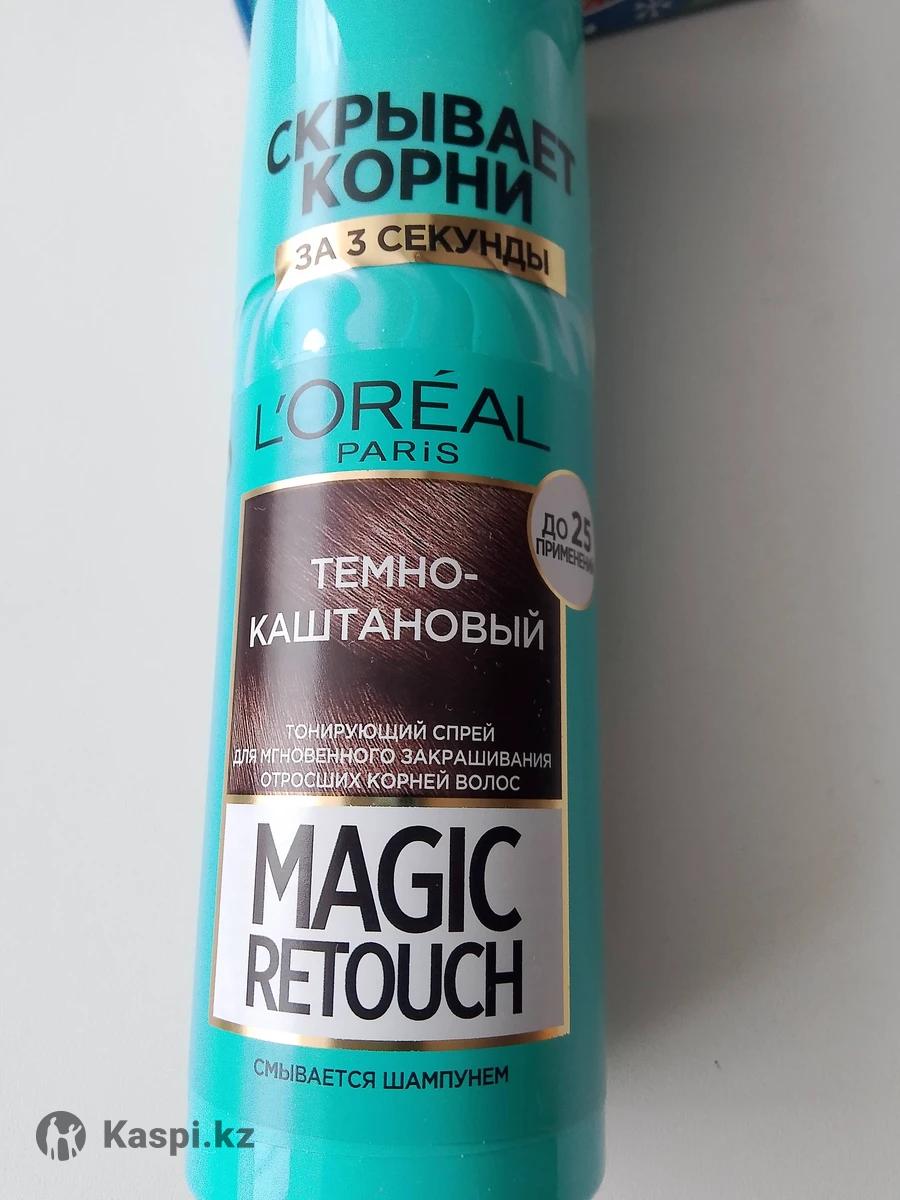 СКРЫВАЕТ
КОРНИ
ЗА 3 СЕКУНДЫ
L'ORÉAL
PARiS
ДО 25
ПРИМЕНЕНИЙ
ТЕМНО-
КАШТАНОВЫЙ
ТОНИРУЮЩИЙ СПРЕЙ
ДЛЯ МГНОВЕННОГО ЗАКРАШИВАНИЯ
ОТРОСШИХ КОРНЕЙ ВОЛОС
MAGIC
RETOUCH
СМЫВАЕТСЯ ШАМПУНЕМ
Kaspi.kz